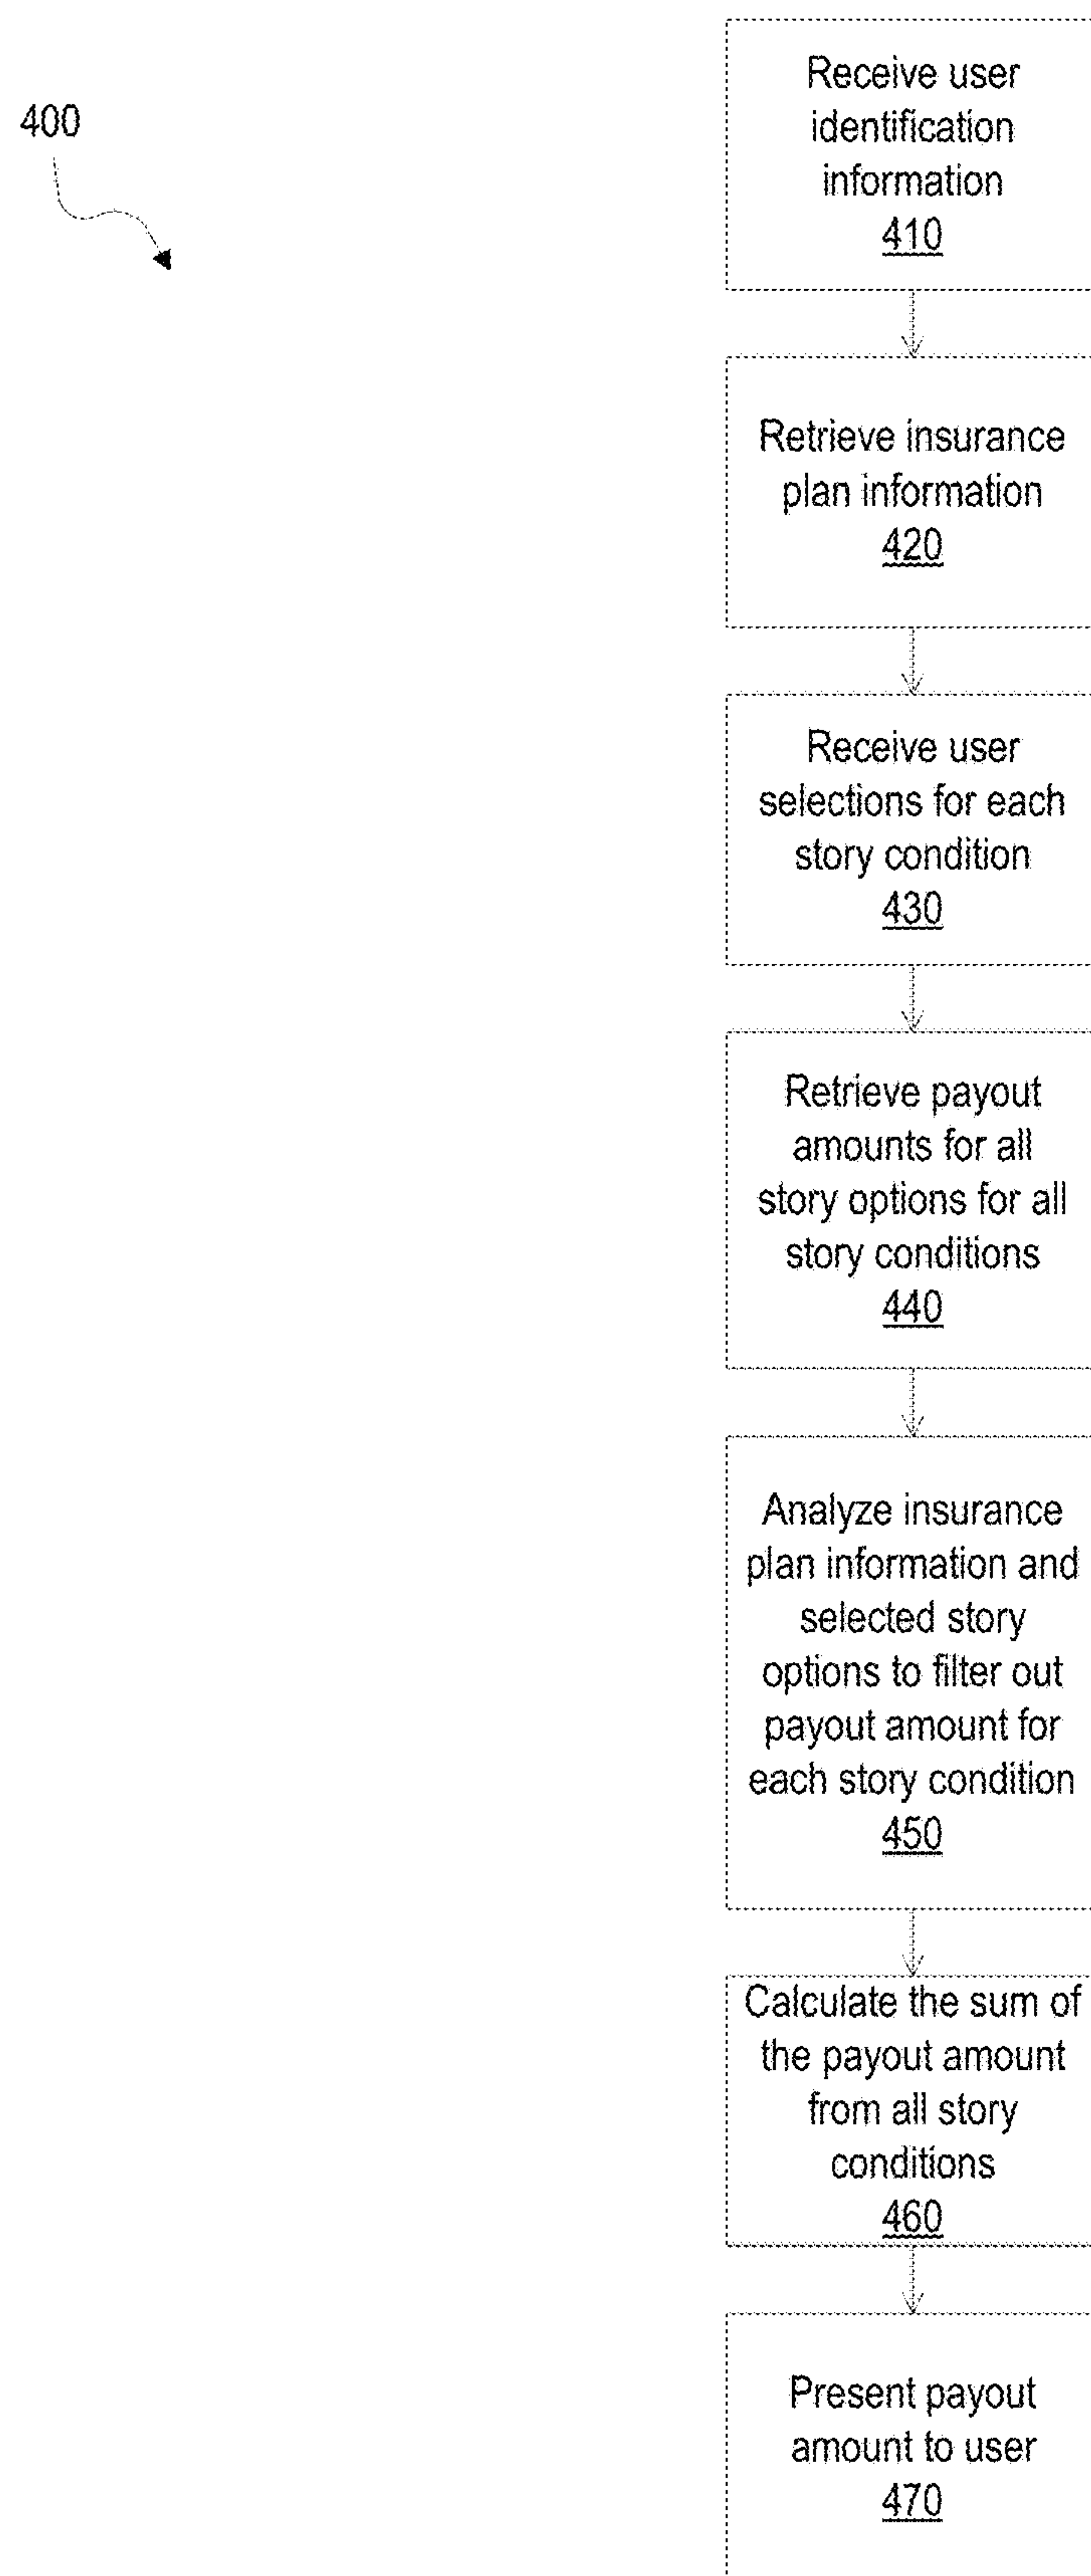 400
Receive user
identification
information
410
Retrieve insurance
plan information
420
Receive user
selections for each
story condition
430
Retrieve payout
amounts for all
story options for all
story conditions
440
Analyze insurance
plan information and
selected story
options to filter out
payout amount for
each story condition
450
Calculate the sum of
the payout amount
from all story
conditions
460
Present payout
amount to user
470